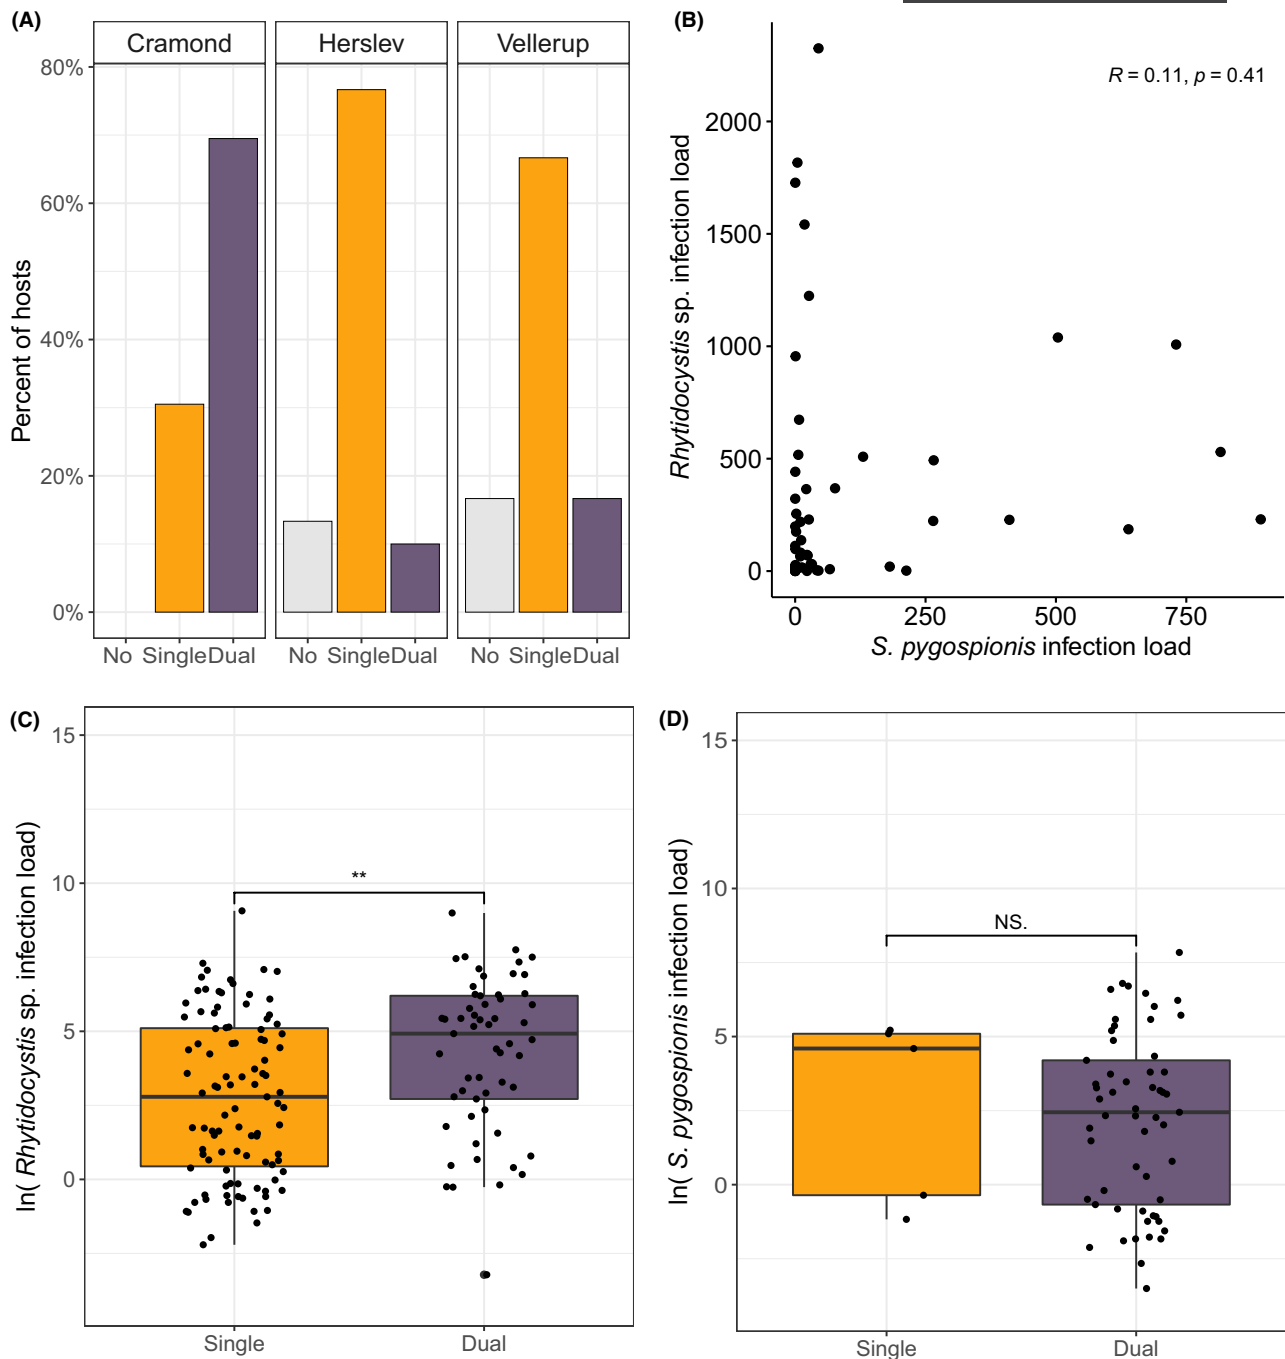 (A)
Cramond Herslev Vellerup
80%
60%
40%
20%
0%
Percent of hosts
No Single Dual No Single Dual No Single Dual
(B)
R = 0.11, p = 0.41
2000
1500
1000
500
0
Rhytidocystis sp. infection load
0 250 500 750
S. pygospionis infection load
(C)
15
10
5
0
ln( Rhytidocystis sp. infection load)
**
Single Dual
(D)
15
10
5
0
ln( S. pygospionis infection load)
NS.
Single Dual